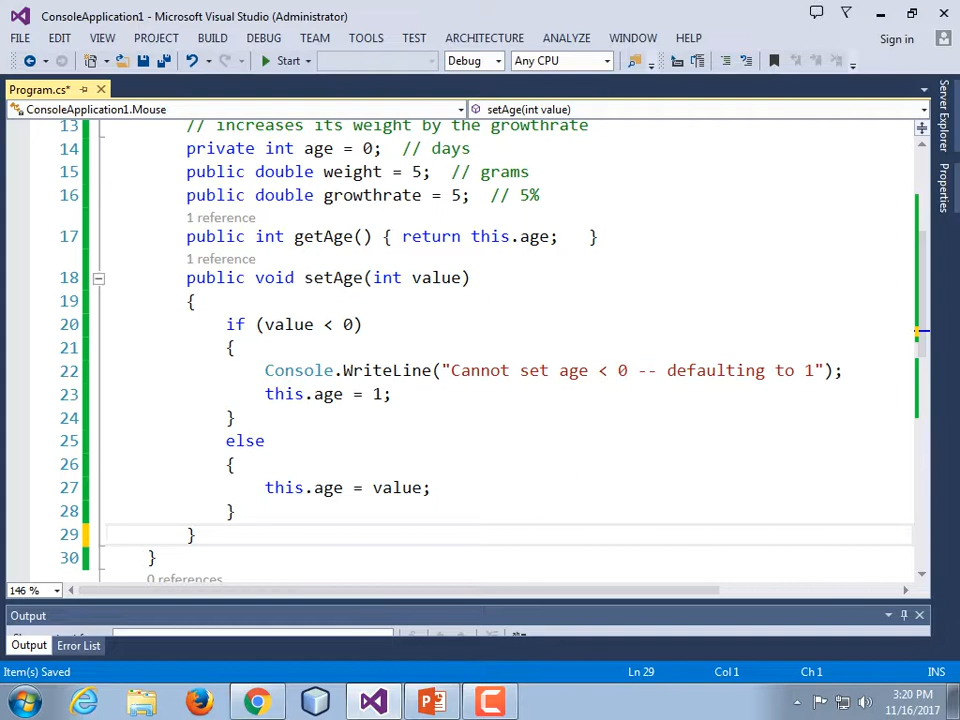 ConsoleApplication1 - Microsoft Visual Studio (Administrator)
FILE EDIT VIEW PROJECT BUILD DEBUG TEAM TOOLS TEST ARCHITECTURE ANALYZE WINDOW HELP Sign in
Start Debug Any CPU
Program.cs*
ConsoleApplication1.Mouse setAge(int value)
13 // increases its weight by the growthrate
14 private int age = 0; // days
15 public double weight = 5; // grams
16 public double growthrate = 5; // 5%
1 reference
17 public int getAge() { return this.age; }
1 reference
18 public void setAge(int value)
19 {
20 if (value < 0)
21 {
22 Console.WriteLine("Cannot set age < 0 -- defaulting to 1");
23 this.age = 1;
24 }
25 else
26 {
27 this.age = value;
28 }
29 }
30 }
0 references
146 %
Output
Output Error List
Item(s) Saved Ln 29 Col 1 Ch 1 INS
3:20 PM
11/16/2017
Server Explorer
Properties